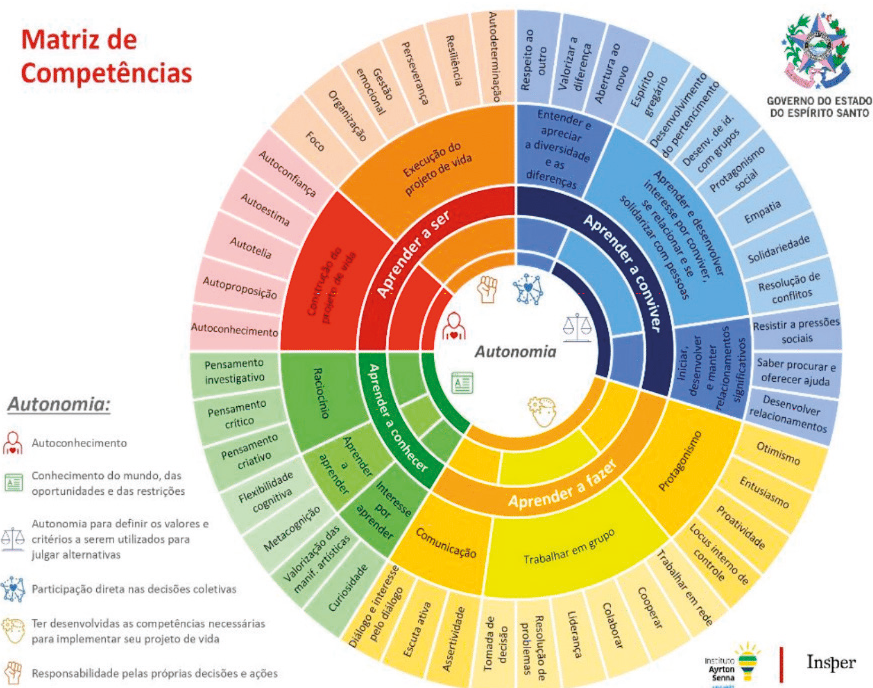 Matriz de
Competências
GOVERNO DO ESTADO
DO ESPÍRITO SANTO
Foco
Organização
Gestão
emocional
Perseverança
Resiliência
Autodeterminação
Respeito ao
outro
Valorizar a
diferença
Abertura ao
novo
Espírito
gregário
Desenvolvimento
do pertencimento
Desenv. de id.
com grupos
Protagonismo
social
Empatia
Solidariedade
Resolução de
conflitos
Resistir a pressões
sociais
Saber procurar e
oferecer ajuda
Desenvolver
relacionamentos
Otimismo
Entusiasmo
Proatividade
Locus interno de
controle
Trabalhar em rede
Cooperar
Colaborar
Liderança
Resolução de
problemas
Tomada de
decisão
Assertividade
Escuta ativa
Diálogo e interesse
pelo diálogo
Curiosidade
Valorização das
manif. artísticas
Metacognição
Flexibilidade
cognitiva
Pensamento
criativo
Pensamento
crítico
Pensamento
investigativo
Autoconhecimento
Autoproposição
Autotelia
Autoestima
Autoconfiança
Execução do
projeto de vida
Entender e
apreciar
a diversidade
e as
diferenças
Aprender e desenvolver
interesse por conviver,
se relacionar e se
solidarizar com pessoas
Iniciar,
desenvolver
e manter
relacionamentos
significativos
Protagonismo
Trabalhar em grupo
Comunicação
Interesse
por
aprender
Aprender
a
aprender
Raciocínio
Construção do
projeto de vida
Aprender a ser
Aprender a conviver
Aprender a fazer
Aprender a conhecer
Autonomia
Autonomia:
Autoconhecimento
Conhecimento do mundo, das
oportunidades e das restrições
Autonomia para definir os valores e
critérios a serem utilizados para
julgar alternativas
Participação direta nas decisões coletivas
Ter desenvolvidas as competências necessárias
para implementar seu projeto de vida
Responsabilidade pelas próprias decisões e ações
Instituto
Ayrton
Senna
Insper